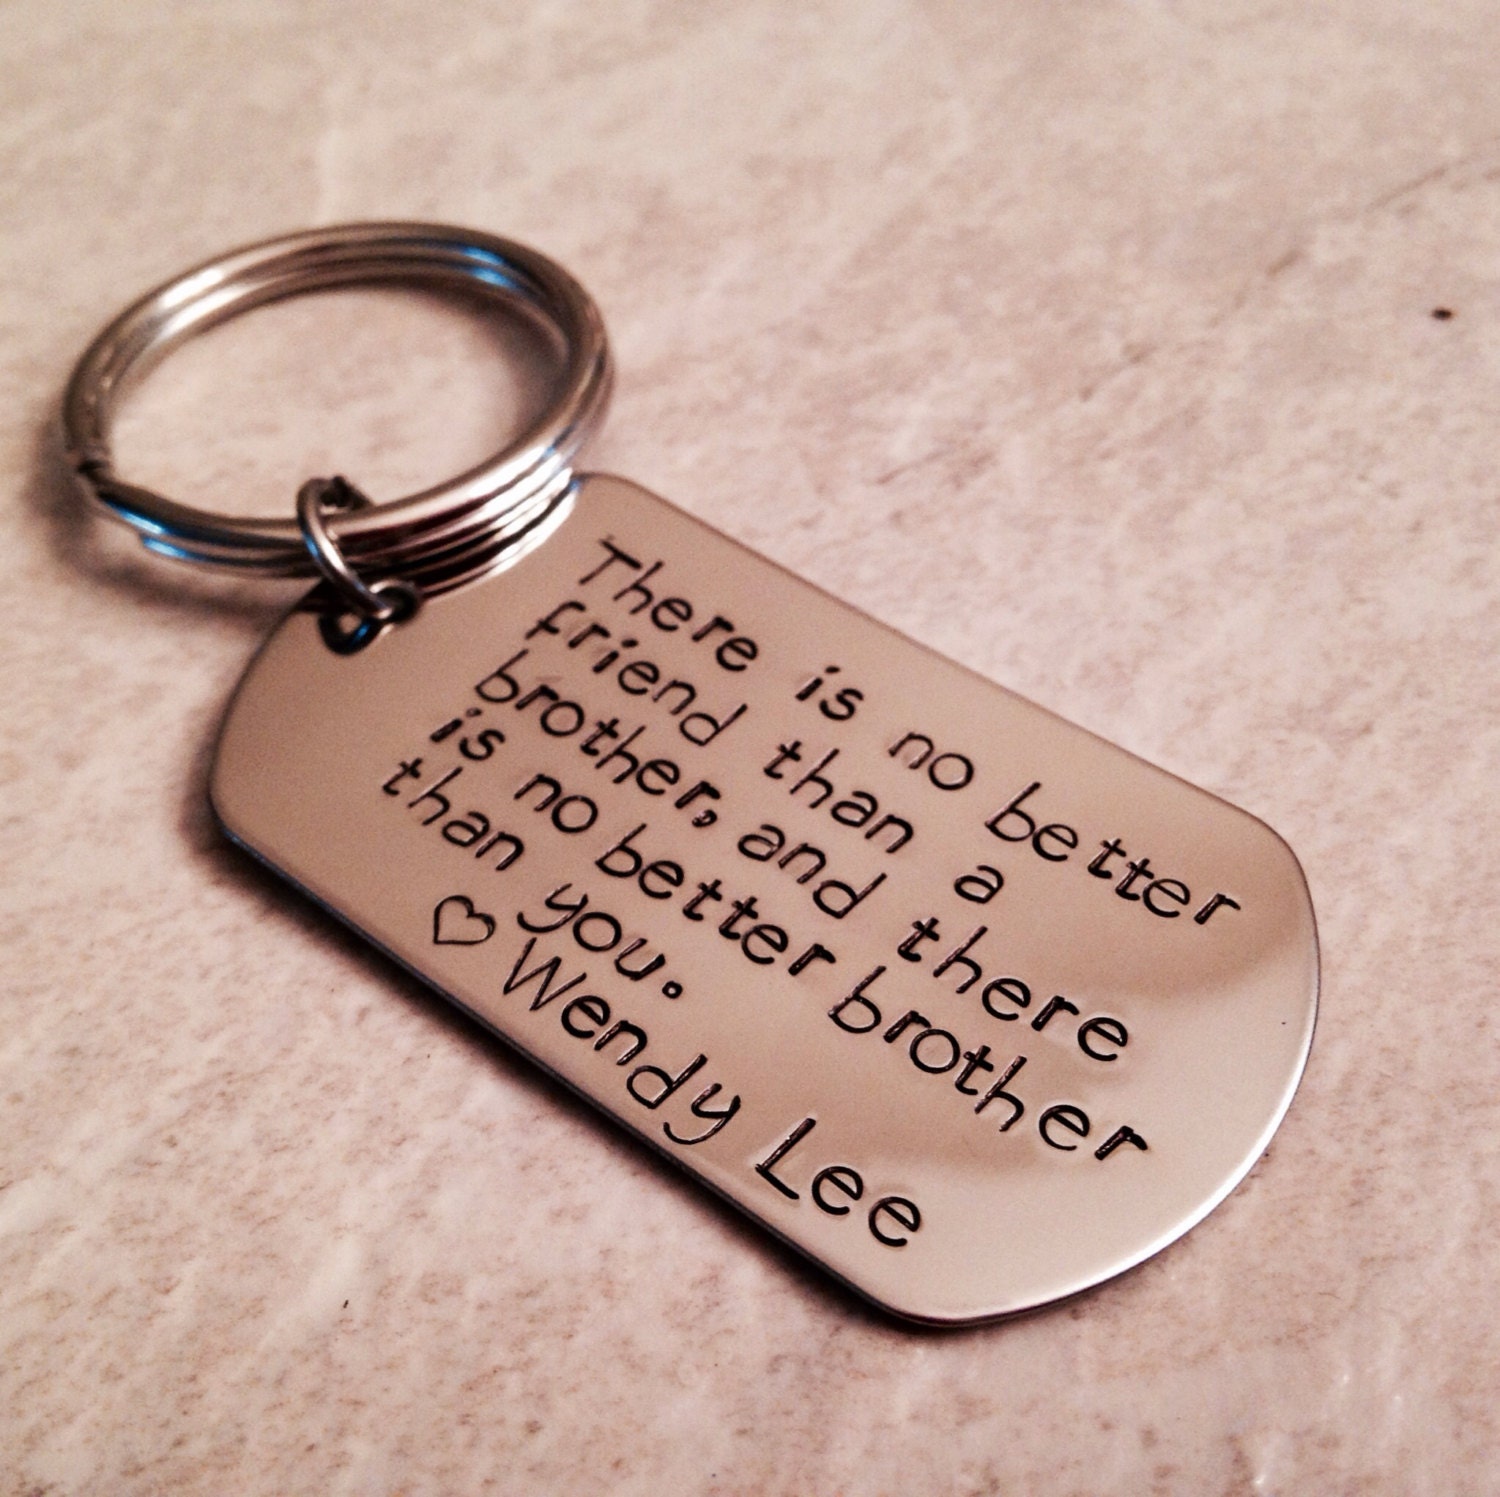 There is no better
friend than a
brother, and there
is no better brother
than you.
♡ Wendy Lee